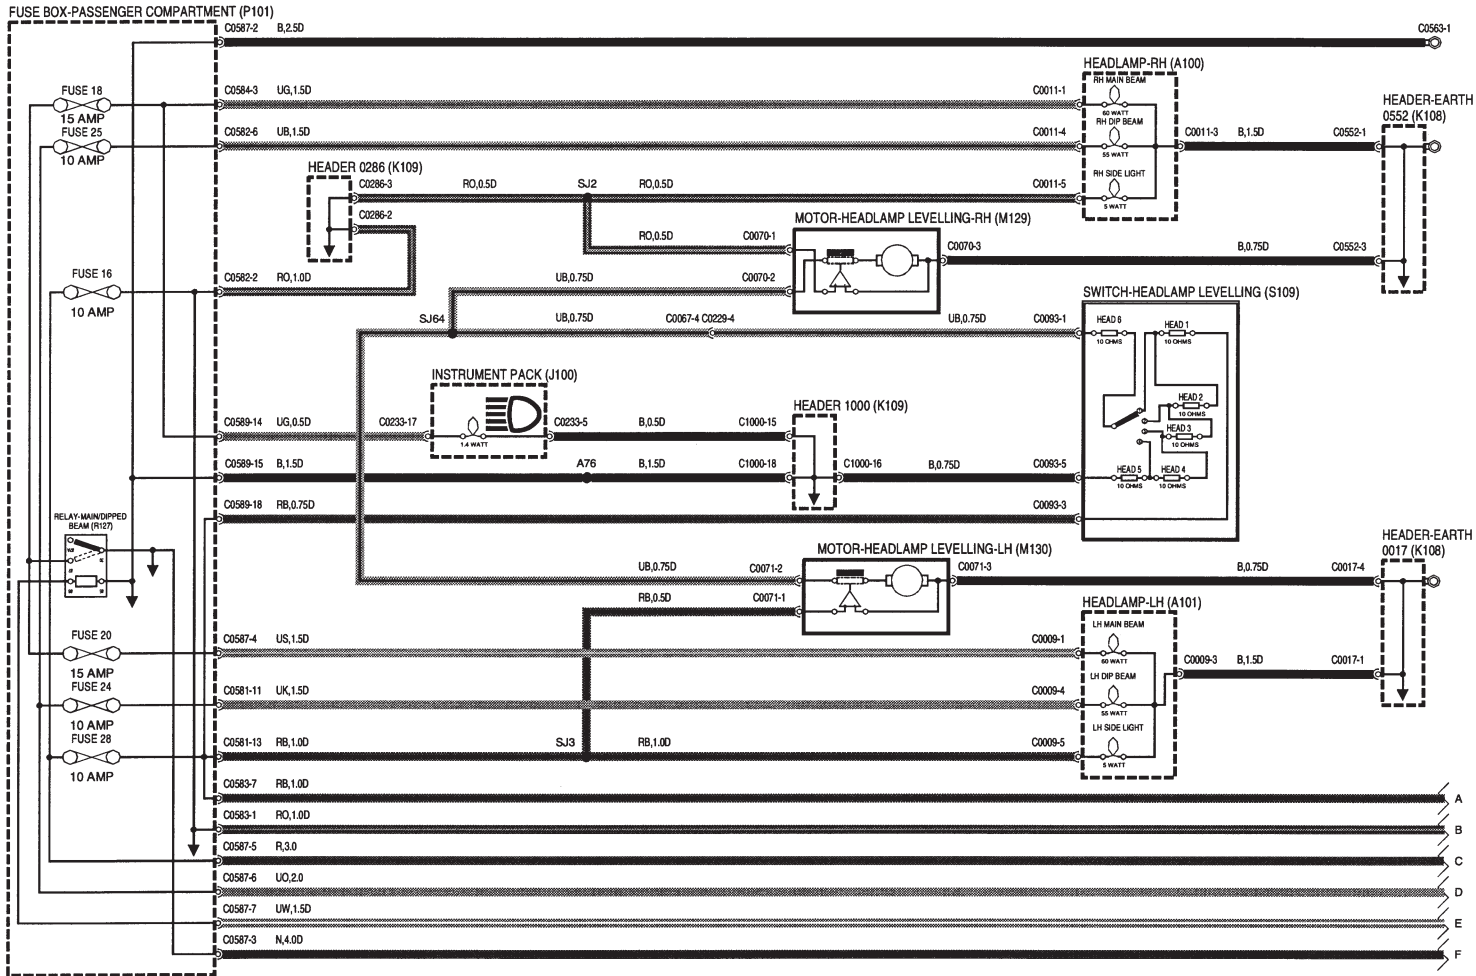 FUSE BOX-PASSENGER COMPARTMENT (P101)
C0587-2 B,2.5D C0563-1
HEADLAMP-RH (A100)
FUSE 18
15 AMP
C0584-3 UG,1.5D C0011-1
RH MAIN BEAM
60 WATT
HEADER-EARTH
0552 (K108)
FUSE 25
10 AMP
C0582-6 UB,1.5D C0011-4
RH DIP BEAM
55 WATT
C0011-3 B,1.5D C0552-1
HEADER 0286 (K109)
C0286-3 RO,0.5D SJ2 RO,0.5D C0011-5
RH SIDE LIGHT
5 WATT
C0286-2
MOTOR-HEADLAMP LEVELLING-RH (M129)
RO,0.5D C0070-1
C0070-3 B,0.75D C0552-3
FUSE 16
10 AMP
C0582-2 RO,1.0D
UB,0.75D C0070-2
SWITCH-HEADLAMP LEVELLING (S109)
SJ64 UB,0.75D C0067-4 C0229-4 UB,0.75D C0093-1
HEAD 6
10 OHMS
HEAD 1
10 OHMS
INSTRUMENT PACK (J100)
HEADER 1000 (K109)
HEAD 2
10 OHMS
C0589-14 UG,0.5D C0233-17
1.4 WATT
C0233-5 B,0.5D C1000-15
HEAD 3
10 OHMS
C0589-15 B,1.5D A76 B,1.5D C1000-18
C1000-16 B,0.75D C0093-5
HEAD 5
10 OHMS
HEAD 4
10 OHMS
C0589-18 RB,0.75D C0093-3
RELAY-MAIN/DIPPED
BEAM (R127)
HEADER-EARTH
0017 (K108)
MOTOR-HEADLAMP LEVELLING-LH (M130)
UB,0.75D C0071-2
C0071-3 B,0.75D C0017-4
RB,0.5D C0071-1
HEADLAMP-LH (A101)
FUSE 20
15 AMP
C0587-4 US,1.5D C0009-1
LH MAIN BEAM
60 WATT
C0009-3 B,1.5D C0017-1
FUSE 24
10 AMP
C0581-11 UK,1.5D C0009-4
LH DIP BEAM
55 WATT
FUSE 28
10 AMP
C0581-13 RB,1.0D SJ3 RB,1.0D C0009-5
LH SIDE LIGHT
5 WATT
C0583-7 RB,1.0D A
C0583-1 RO,1.0D B
C0587-5 R,3.0 C
C0587-6 UO,2.0 D
C0587-7 UW,1.5D E
C0587-3 N,4.0D F